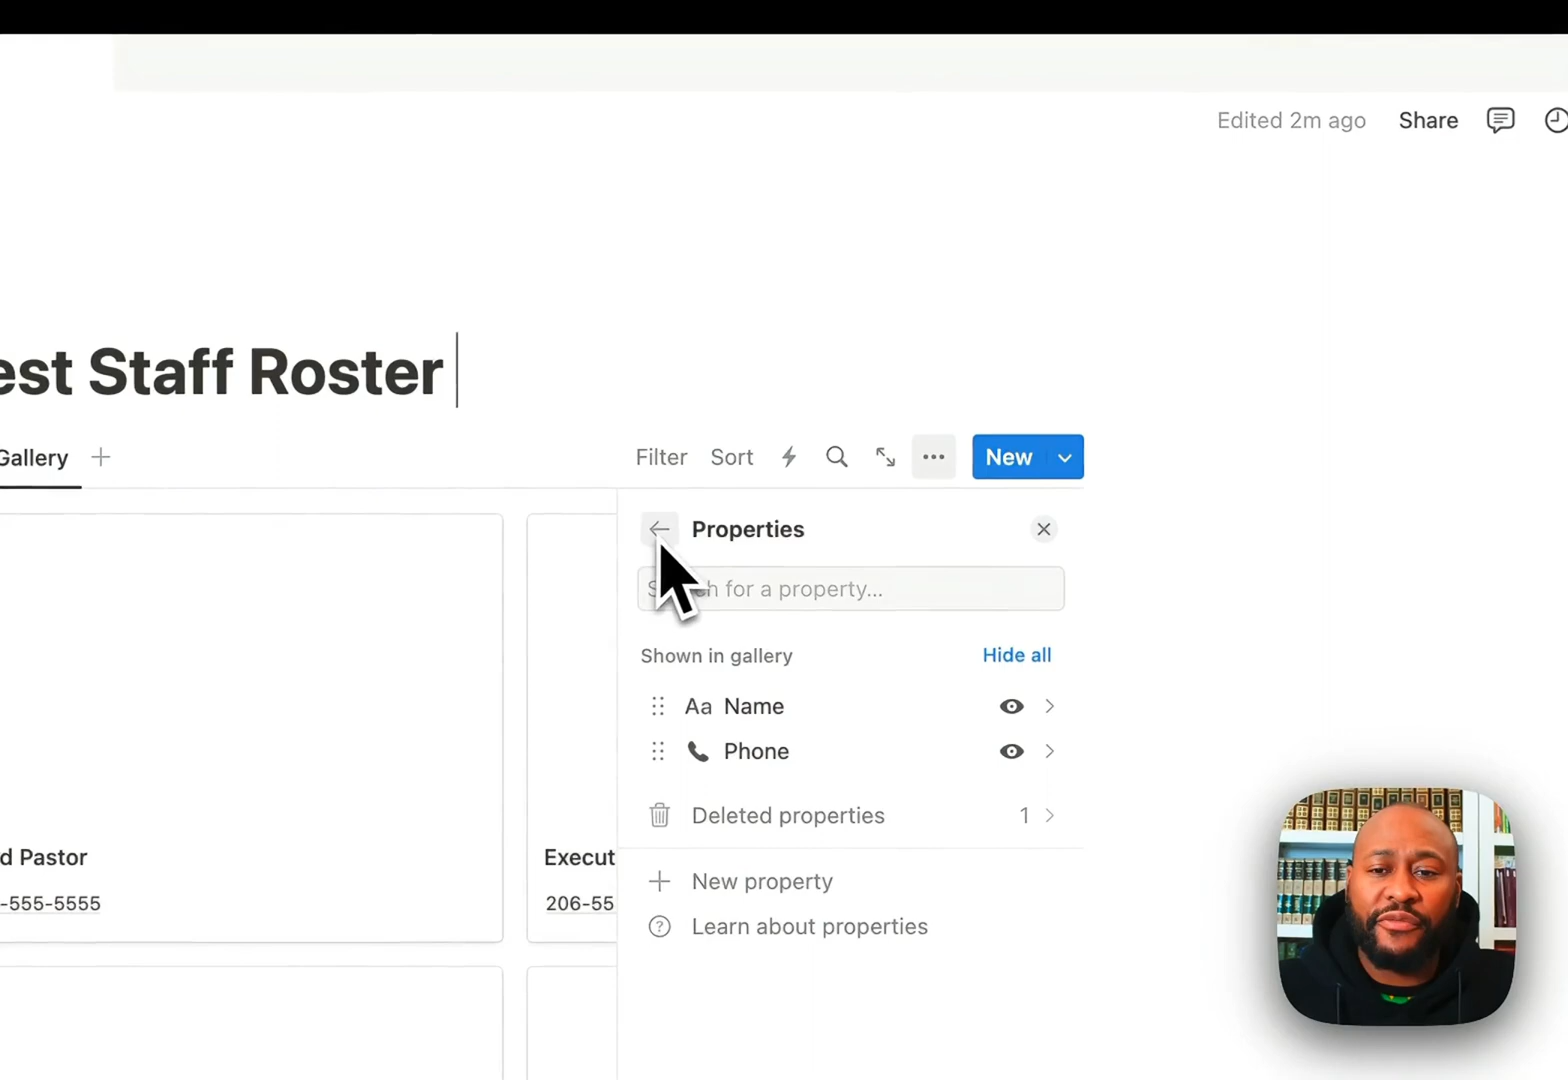 Edited 2m ago Share
est Staff Roster
Gallery
Filter Sort New
Properties
Search for a property...
Shown in gallery Hide all
Aa Name
Phone
Deleted properties 1
d Pastor
Execut
-555-5555
206-55
New property
Learn about properties